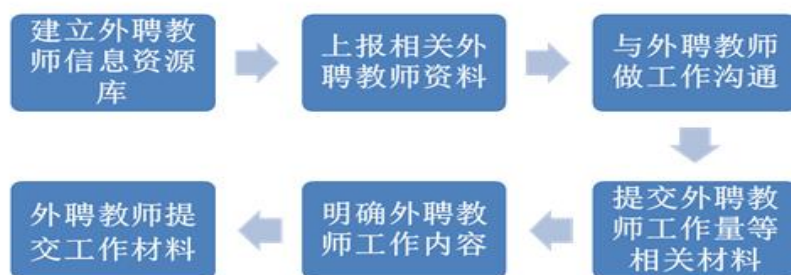 建立外聘教
师信息资源
库
上报相关外
聘教师资料
与外聘教师
做工作沟通
提交外聘教
师工作量等
相关材料
明确外聘教
师工作内容
外聘教师提
交工作材料